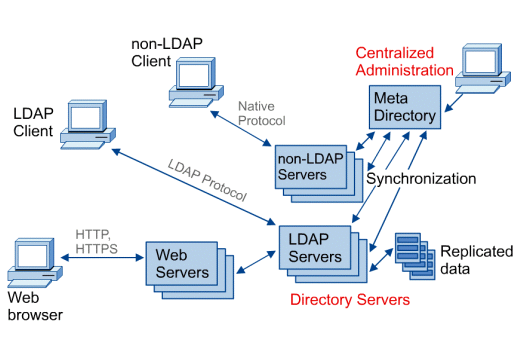 non-LDAP
Client
Centralized
Administration
LDAP
Client
Native
Protocol
Meta
Directory
non-LDAP
Servers
Synchronization
LDAP Protocol
HTTP,
HTTPS
Web
Servers
LDAP
Servers
Replicated
data
Web
browser
Directory Servers